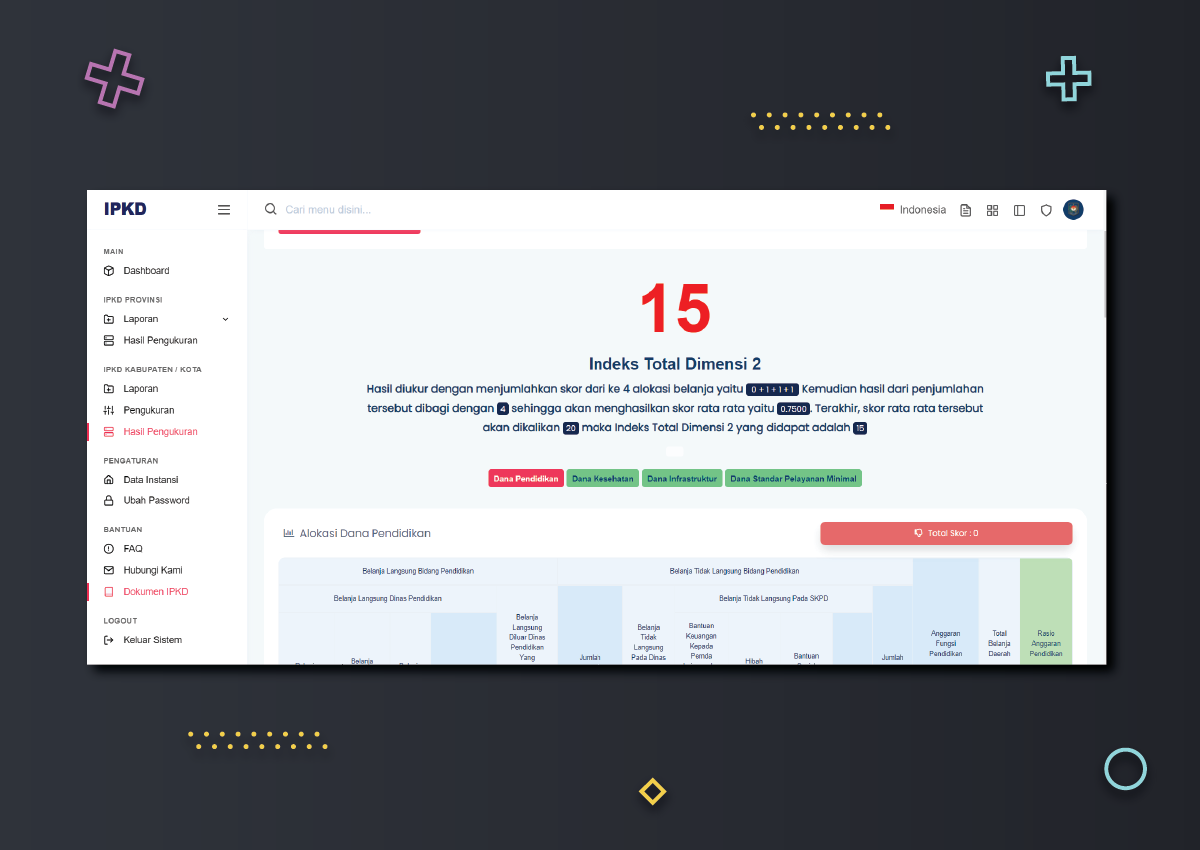 IPKD
Cari menu disini...
Indonesia
MAIN
Dashboard
IPKD PROVINSI
Laporan
Hasil Pengukuran
IPKD KABUPATEN / KOTA
Laporan
Pengukuran
Hasil Pengukuran
PENGATURAN
Data Instansi
Ubah Password
BANTUAN
FAQ
Hubungi Kami
Dokumen IPKD
LOGOUT
Keluar Sistem
15
Indeks Total Dimensi 2
Hasil diukur dengan menjumlahkan skor dari ke 4 alokasi belanja yaitu 0 + 1 + 1 + 1 Kemudian hasil dari penjumlahan
tersebut dibagi dengan 4 sehingga akan menghasilkan skor rata rata yaitu 0.7500. Terakhir, skor rata rata tersebut
akan dikalikan 20 maka Indeks Total Dimensi 2 yang didapat adalah 15
Dana Pendidikan Dana Kesehatan Dana Infrastruktur Dana Standar Pelayanan Minimal
Alokasi Dana Pendidikan
Total Skor : 0
Belanja Langsung Bidang Pendidikan
Belanja Tidak Langsung Bidang Pendidikan
Belanja Langsung Dinas Pendidikan
Belanja Tidak Langsung Pada SKPD
Belanja
Langsung
Diluar Dinas
Pendidikan
Yang
Jumlah
Belanja
Tidak
Langsung
Pada Dinas
Bantuan
Keuangan
Kepada
Pemda
Hibah
Bantuan
Jumlah
Anggaran
Fungsi
Pendidikan
Total
Belanja
Daerah
Rasio
Anggaran
Pendidikan
Belanja